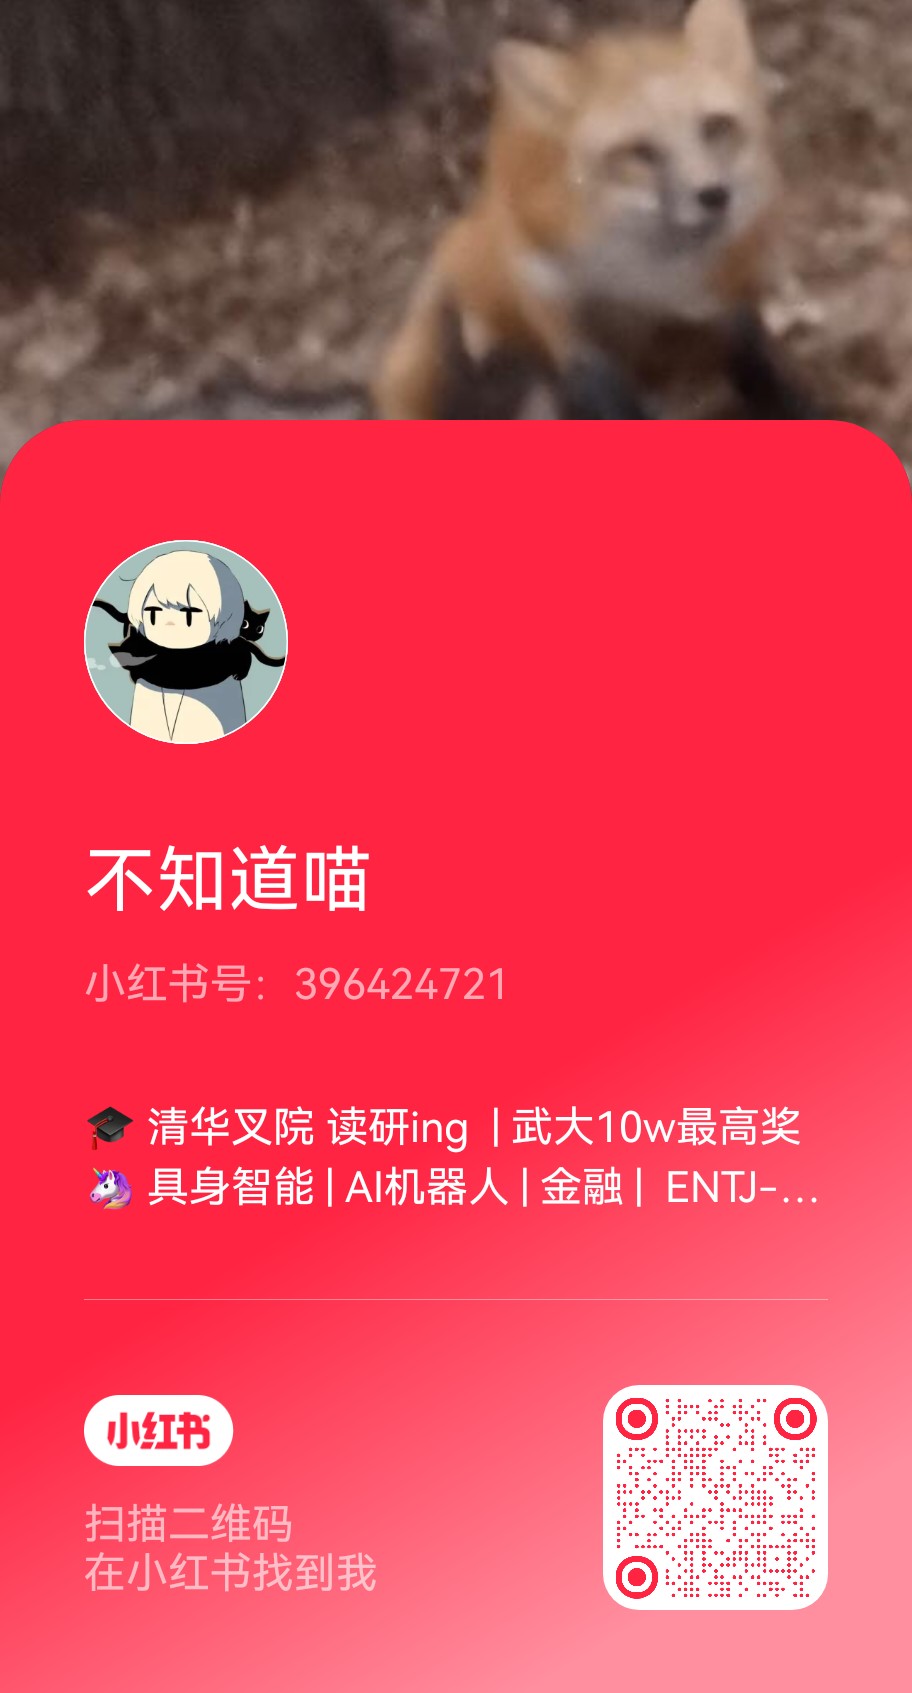 不知道喵
小红书号：396424721
🎓 清华叉院 读研ing | 武大10w最高奖
🦄 具身智能 | AI机器人 | 金融 | ENTJ-...
小红书
扫描二维码
在小红书找到我